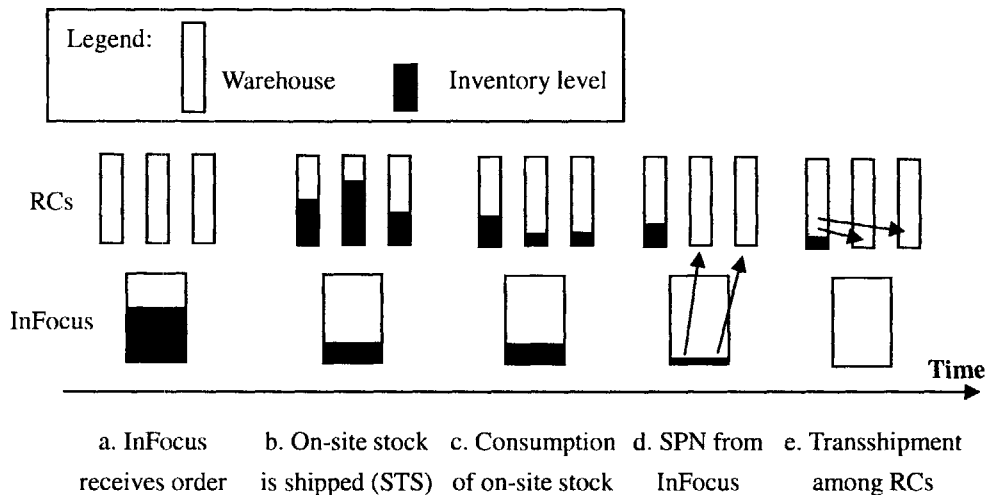 Legend:
Warehouse
Inventory level
RCs
InFocus
Time
a. InFocus
receives order
b. On-site stock
is shipped (STS)
c. Consumption
of on-site stock
d. SPN from
InFocus
e. Transshipment
among RCs